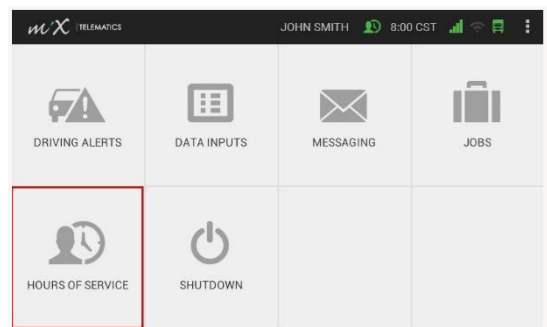 miX TELEMATICS JOHN SMITH 8:00 CST
DRIVING ALERTS DATA INPUTS MESSAGING JOBS
HOURS OF SERVICE SHUTDOWN